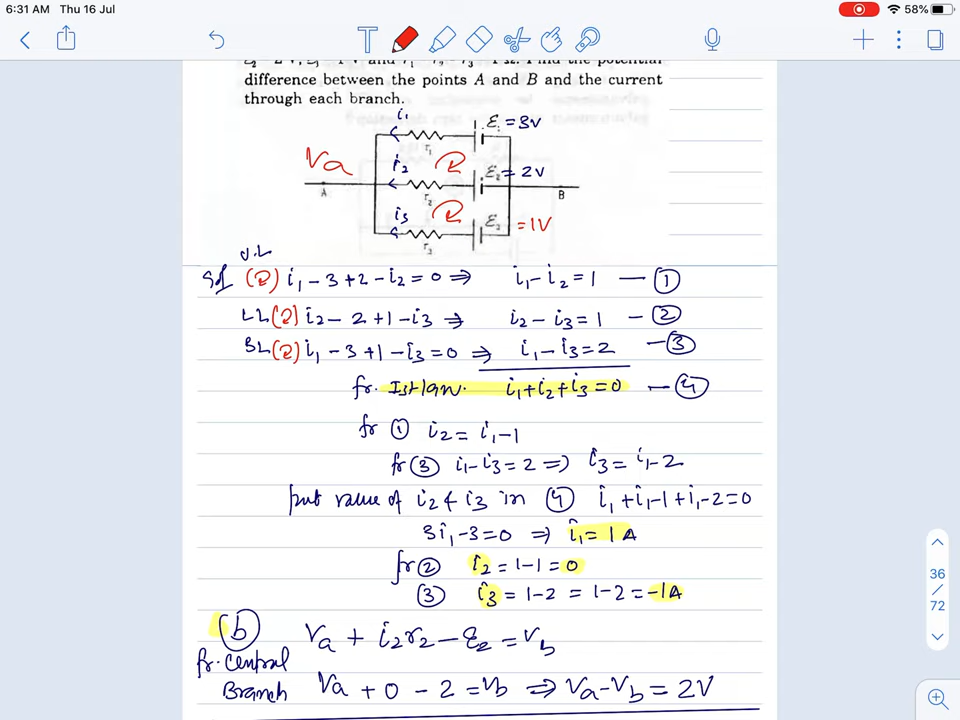 6:31 AM Thu 16 Jul 58%
difference between the points A and B and the current
through each branch.
i₁ r₁ ε₁ = 3V
Va i₂ r₂ ε₂ = 2V
A B
i₃ r₃ ε₃ = 1V
U.L
Sol (2) i₁ - 3 + 2 - i₂ = 0 ⇒ i₁ - i₂ = 1 — ①
LL (2) i₂ - 2 + 1 - i₃ ⇒ i₂ - i₃ = 1 — ②
BL (2) i₁ - 3 + 1 - i₃ = 0 ⇒ i₁ - i₃ = 2 — ③
fr. Ist law. i₁ + i₂ + i₃ = 0 — ④
fr ① i₂ = i₁ - 1
fr ③ i₁ - i₃ = 2 ⇒ i₃ = i₁ - 2
put value of i₂ & i₃ in ④ i₁ + i₁ - 1 + i₁ - 2 = 0
3i₁ - 3 = 0 ⇒ i₁ = 1A
fr ② i₂ = 1 - 1 = 0
③ i₃ = 1 - 2 = 1 - 2 = -1A
ⓑ Va + i₂r₂ - ε₂ = Vb
fr. Central
Branch Va + 0 - 2 = Vb ⇒ Va - Vb = 2V
36
/
72